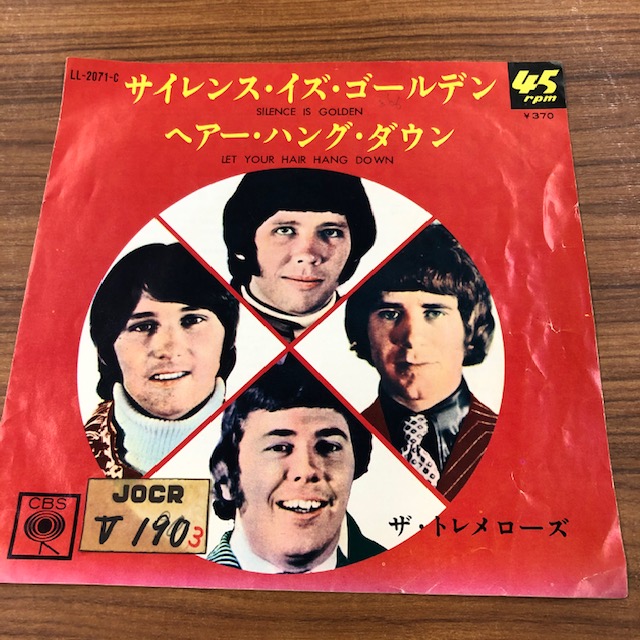 LL-2071-C
サイレンス・イズ・ゴールデン
SILENCE IS GOLDEN
ヘアー・ハング・ダウン
LET YOUR HAIR HANG DOWN
45
rpm
¥370
CBS
JOCR
V 190 3
ザ・トレメローズ